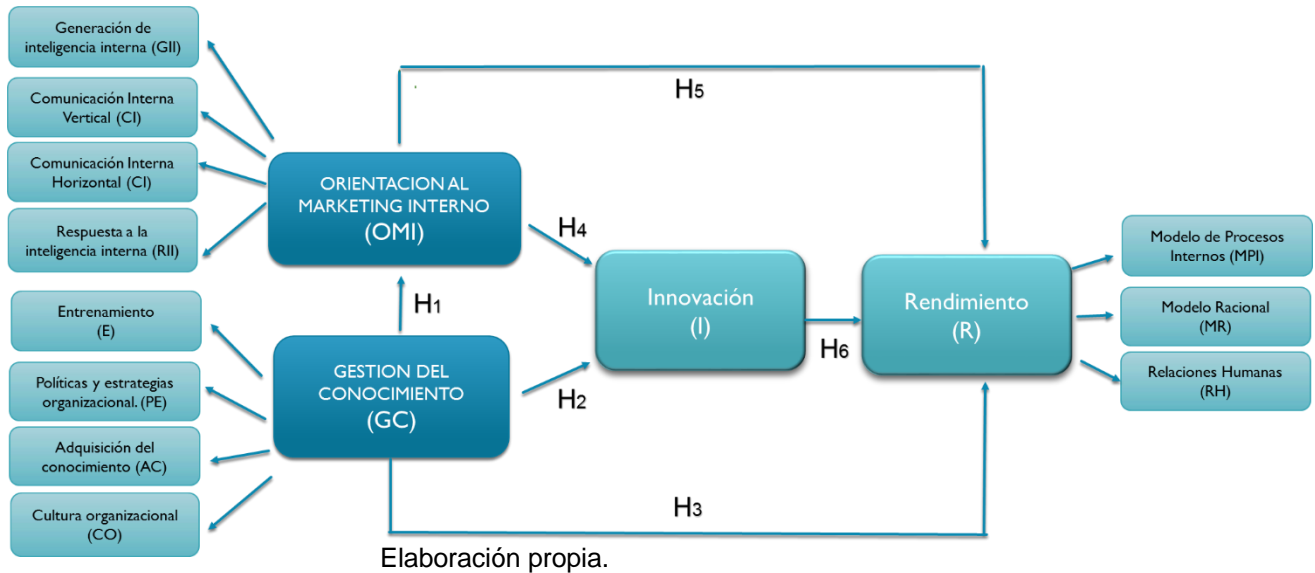 Generación de
inteligencia interna (GII)
Comunicación Interna
Vertical (CI)
Comunicación Interna
Horizontal (CI)
Respuesta a la
inteligencia interna (RII)
Entrenamiento
(E)
Políticas y estrategias
organizacional. (PE)
Adquisición del
conocimiento (AC)
Cultura organizacional
(CO)
ORIENTACION AL
MARKETING INTERNO
(OMI)
H1
GESTION DEL
CONOCIMIENTO
(GC)
H5
H4
H2
H3
Innovación
(I)
H6
Rendimiento
(R)
Modelo de Procesos
Internos (MPI)
Modelo Racional
(MR)
Relaciones Humanas
(RH)
Elaboración propia.